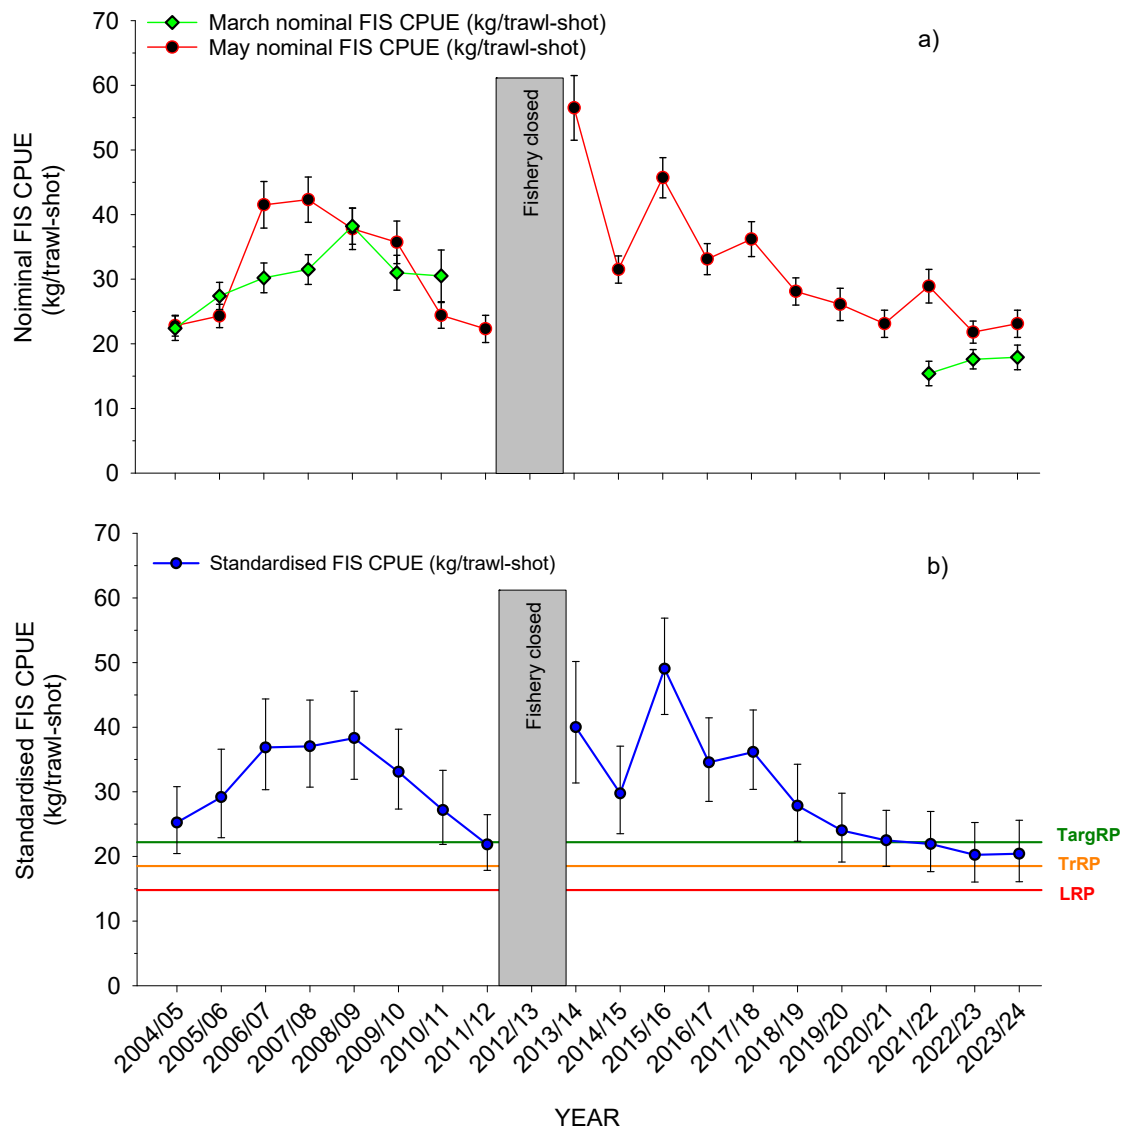 March nominal FIS CPUE (kg/trawl-shot)
May nominal FIS CPUE (kg/trawl-shot)
a)
Noiminal FIS CPUE
(kg/trawl-shot)
70
60
50
40
30
20
10
0
Fishery closed
Standardised FIS CPUE (kg/trawl-shot)
b)
Standardised FIS CPUE
(kg/trawl-shot)
70
60
50
40
30
20
10
0
Fishery closed
TargRP
TrRP
LRP
2004/05
2005/06
2006/07
2007/08
2008/09
2009/10
2010/11
2011/12
2012/13
2013/14
2014/15
2015/16
2016/17
2017/18
2018/19
2019/20
2020/21
2021/22
2022/23
2023/24
YEAR